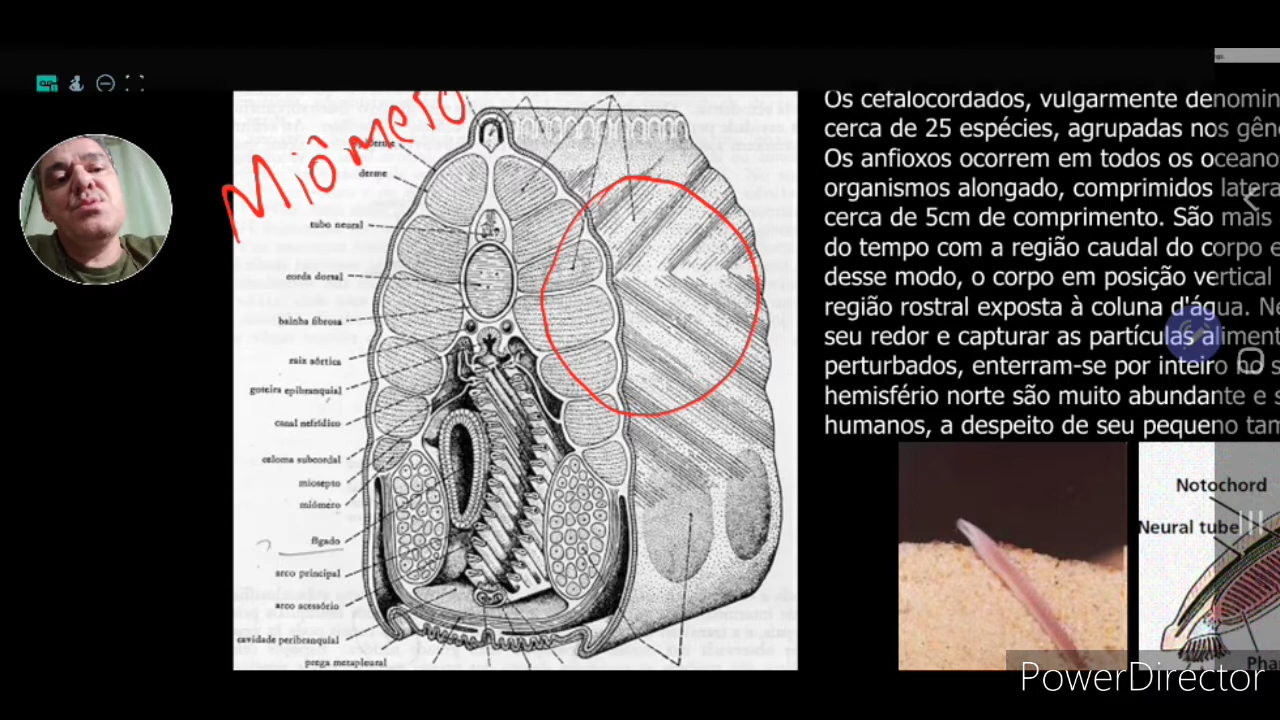 Miômero
derme
tubo neural
corda dorsal
bainha fibrosa
raiz aórtica
goteira epibranquial
canal nefrídico
celoma subcordal
miosepto
miômero
fígado
arco principal
arco acessório
cavidade peribranquial
prega metapleural
Os cefalocordados, vulgarmente denomin
cerca de 25 espécies, agrupadas nos gên
Os anfioxos ocorrem em todos os oceano
organismos alongado, comprimidos latera
cerca de 5cm de comprimento. São mais
do tempo com a região caudal do corpo e
desse modo, o corpo em posição vertical
região rostral exposta à coluna d'água. Ne
seu redor e capturar as partículas aliment
perturbados, enterram-se por inteiro no s
hemisfério norte são muito abundante e s
humanos, a despeito de seu pequeno tam
Notochord
Neural tube
Pha
PowerDirector